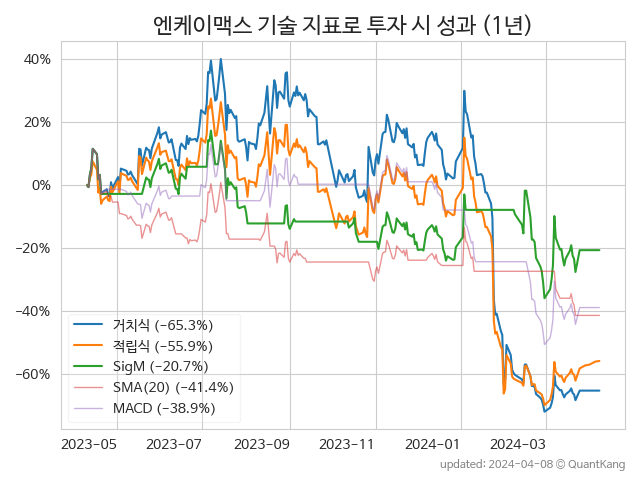 엔케이맥스 기술 지표로 투자 시 성과 (1년)
40%
20%
0%
−20%
−40%
−60%
거치식 (−65.3%)
적립식 (−55.9%)
SigM (−20.7%)
SMA(20) (−41.4%)
MACD (−38.9%)
2023-05 2023-07 2023-09 2023-11 2024-01 2024-03
updated: 2024-04-08 © QuantKang